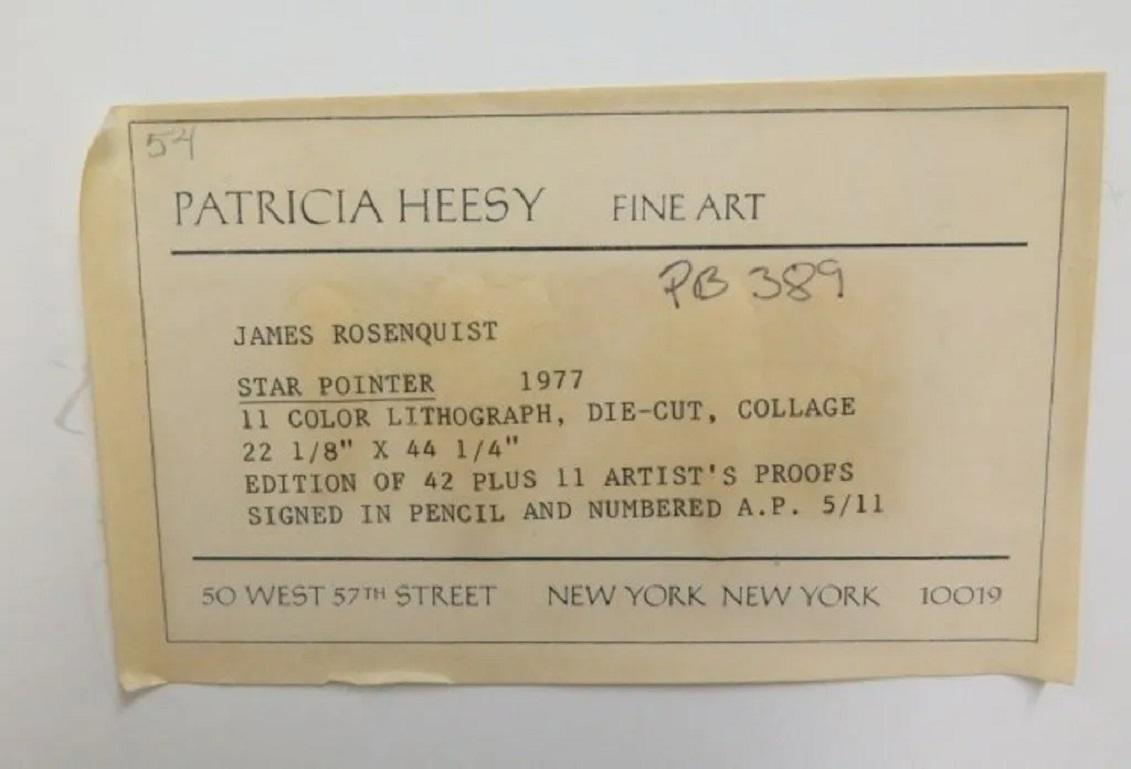 54
PATRICIA HEESY FINE ART
PB 389
JAMES ROSENQUIST
STAR POINTER 1977
11 COLOR LITHOGRAPH, DIE-CUT, COLLAGE
22 1/8" X 44 1/4"
EDITION OF 42 PLUS 11 ARTIST'S PROOFS
SIGNED IN PENCIL AND NUMBERED A.P. 5/11
50 WEST 57TH STREET NEW YORK NEW YORK 10019